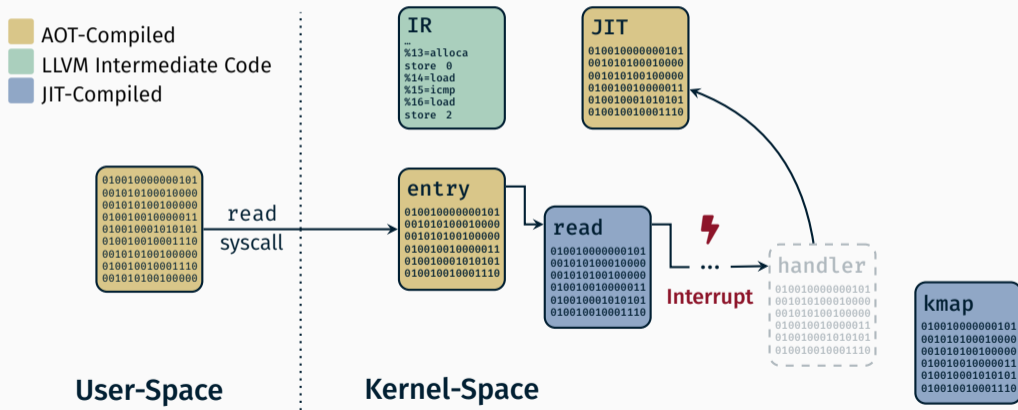 AOT-Compiled
LLVM Intermediate Code
JIT-Compiled
IR
…
%13=alloca
store 0
%14=load
%15=icmp
%16=load
store 2
JIT
010010000000101
001010100010000
001010100100000
010010010000011
010010001010101
010010010001110
010010000000101
001010100010000
001010100100000
010010010000011
010010001010101
010010010001110
001010100100000
010010010001110
001010100100000
read
syscall
entry
010010000000101
001010100010000
001010100100000
010010010000011
010010001010101
010010010001110
read
010010000000101
001010100010000
001010100100000
010010010000011
010010001010101
010010010001110
...
Interrupt
handler
010010000000101
001010100010000
001010100100000
010010010000011
010010001010101
010010010001110
kmap
010010000000101
001010100010000
001010100100000
010010010000011
010010001010101
010010010001110
User-Space
Kernel-Space